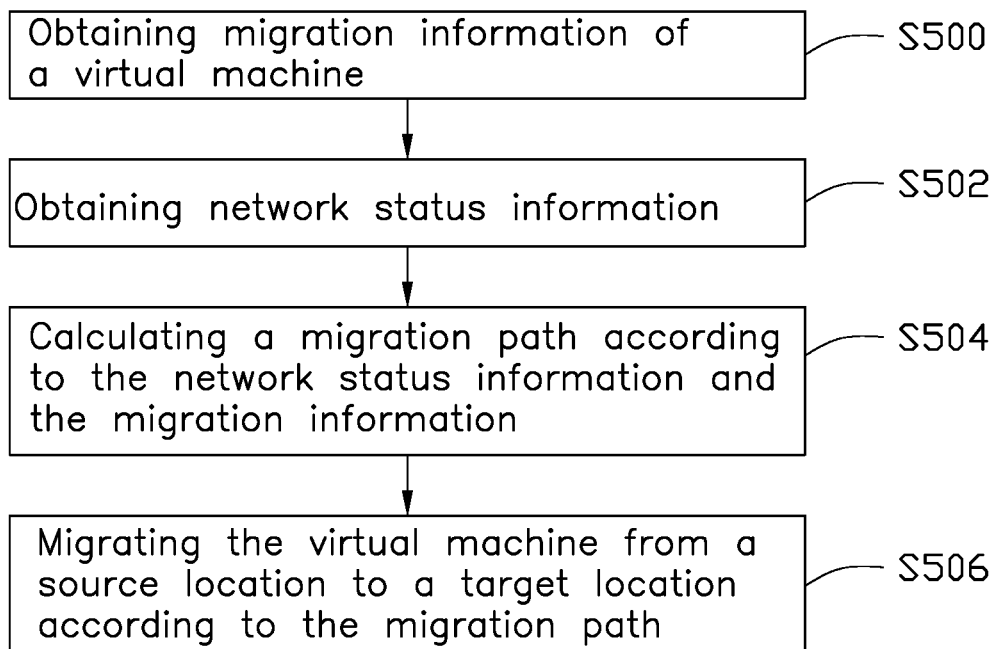 Obtaining migration information of
a virtual machine
S500
Obtaining network status information
S502
Calculating a migration path according
to the network status information and
the migration information
S504
Migrating the virtual machine from a
source location to a target location
according to the migration path
S506